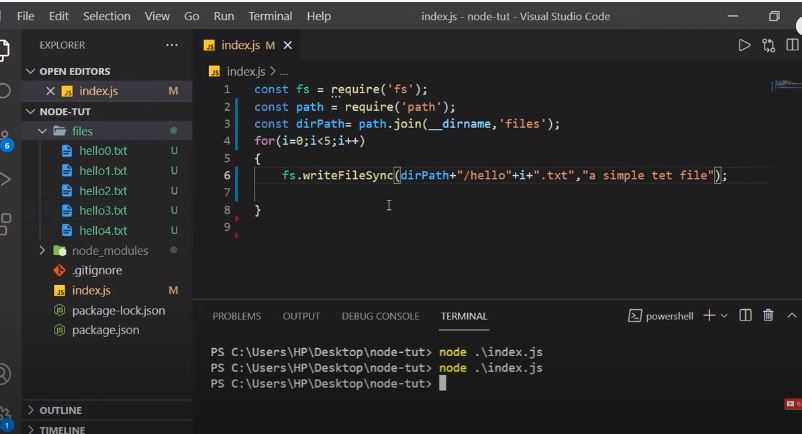 File Edit Selection View Go Run Terminal Help index.js - node-tut - Visual Studio Code
EXPLORER
OPEN EDITORS
index.js M
NODE-TUT
files
hello0.txt U
hello1.txt U
hello2.txt U
hello3.txt U
hello4.txt U
node_modules
.gitignore
index.js M
package-lock.json
package.json
OUTLINE
TIMELINE
6
1
index.js M
index.js > ...
1 const fs = require('fs');
2 const path = require('path');
3 const dirPath= path.join(__dirname,'files');
4 for(i=0;i<5;i++)
5 {
6 fs.writeFileSync(dirPath+"/hello"+i+".txt","a simple tet file");
7
8 }
9
PROBLEMS OUTPUT DEBUG CONSOLE TERMINAL powershell
PS C:\Users\HP\Desktop\node-tut> node .\index.js
PS C:\Users\HP\Desktop\node-tut> node .\index.js
PS C:\Users\HP\Desktop\node-tut>